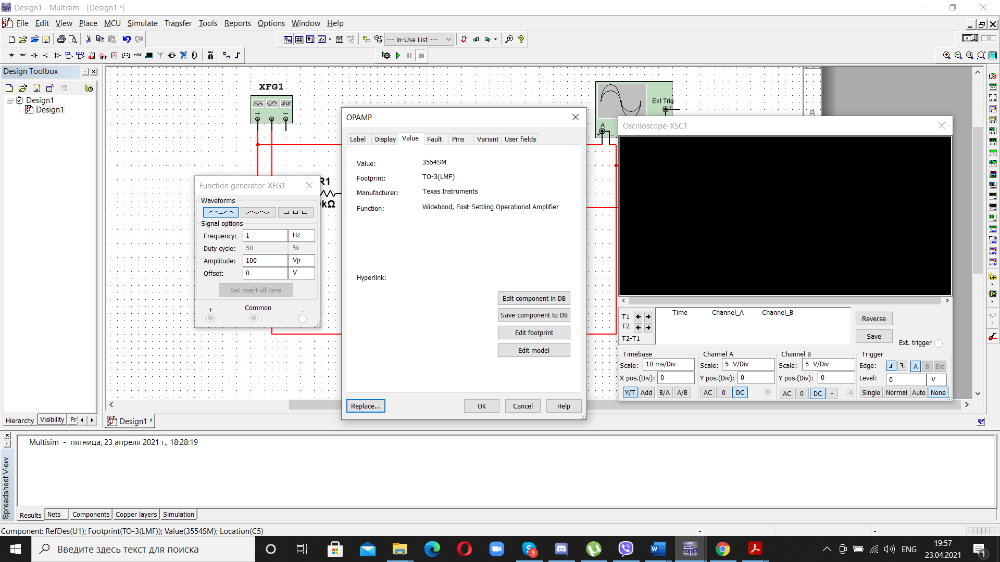 Design1 - Multisim - [Design1 *]
File Edit View Place MCU Simulate Transfer Tools Reports Options Window Help
--- In-Use List ---
MISC
Design Toolbox
Design1
Design1
Hierarchy Visibility Pr
XFG1
+ −
R1
kΩ
Ext Trig
A
B
Function generator-XFG1
Waveforms
Signal options
Frequency: 1 Hz
Duty cycle: 50 %
Amplitude: 100 Vp
Offset: 0 V
Set rise/Fall time
+ Common −
OPAMP
Label Display Value Fault Pins Variant User fields
Value: 3554SM
Footprint: TO-3(LMF)
Manufacturer: Texas Instruments
Function: Wideband, Fast-Settling Operational Amplifier
Hyperlink:
Edit component in DB
Save component to DB
Edit footprint
Edit model
Replace... OK Cancel Help
Oscilloscope-XSC1
Time Channel_A Channel_B
T1
T2
T2-T1
Reverse
Save
Ext. trigger
Timebase Channel A Channel B Trigger
Scale: 10 ms/Div Scale: 5 V/Div Scale: 5 V/Div Edge: A B Ext
X pos.(Div): 0 Y pos.(Div): 0 Y pos.(Div): 0 Level: 0 V
Y/T Add B/A A/B AC 0 DC AC 0 DC - Single Normal Auto None
Design1 *
Multisim - пятница, 23 апреля 2021 г., 18:28:19
Spreadsheet View
Results Nets Components Copper layers Simulation
Component: RefDes(U1); Footprint(TO-3(LMF)); Value(3554SM); Location(C5) - -
Введите здесь текст для поиска
5
ENG
19:57
23.04.2021
1